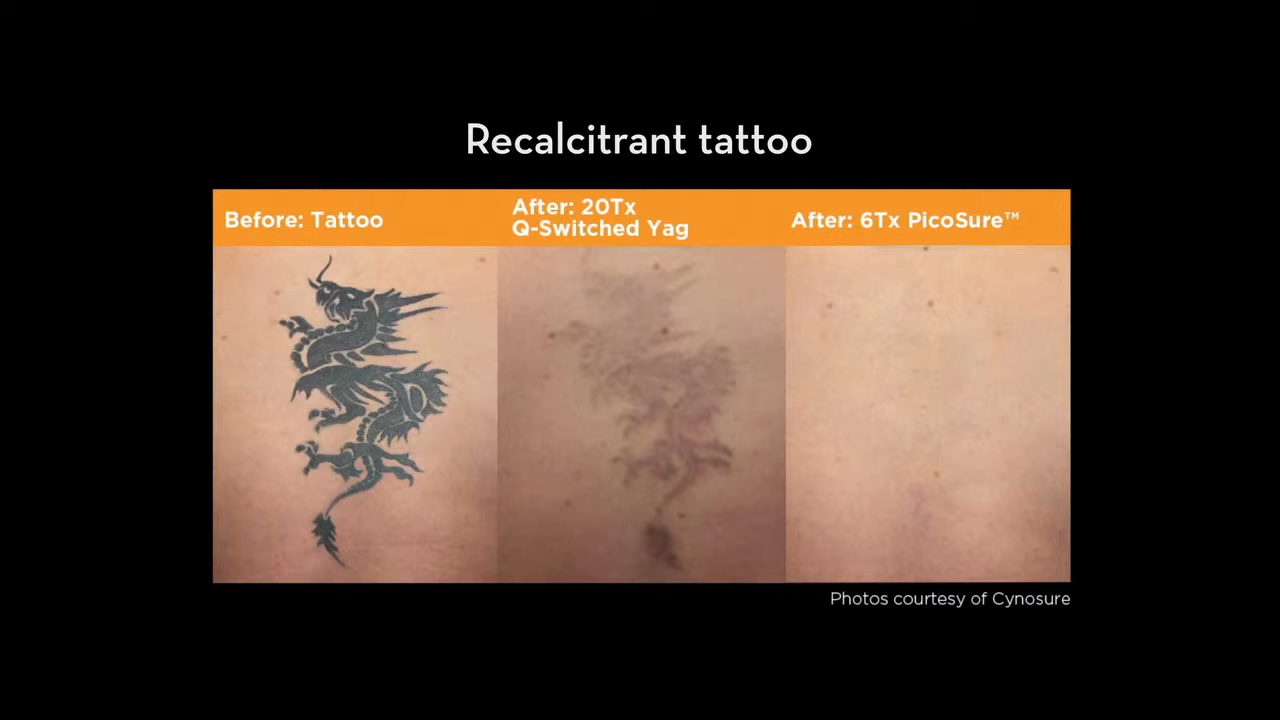 Recalcitrant tattoo
Before: Tattoo
After: 20Tx
Q-Switched Yag
After: 6Tx PicoSure™
Photos courtesy of Cynosure